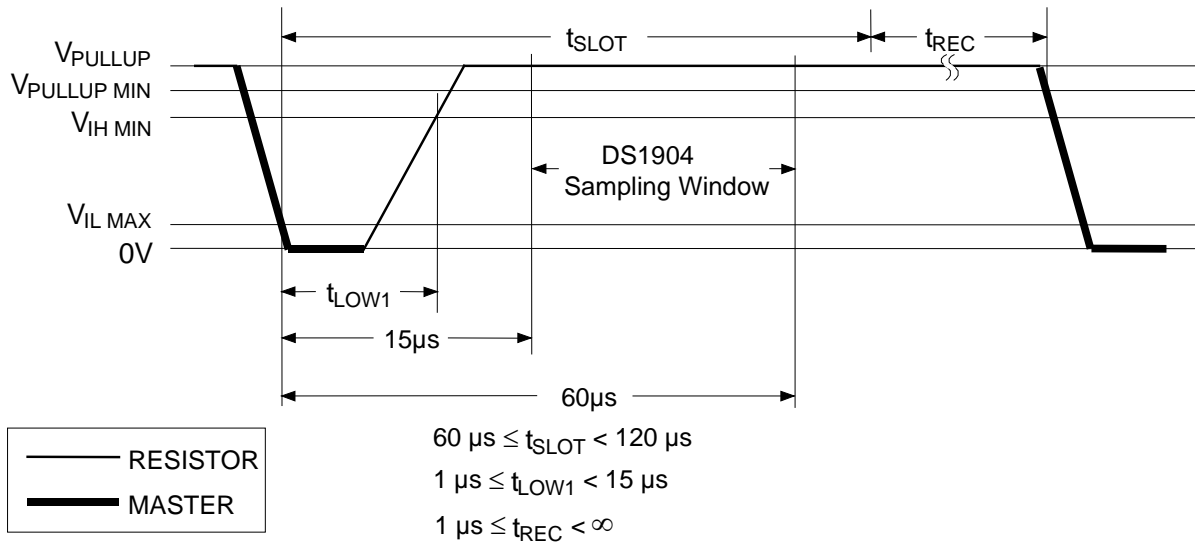 tSLOT
tREC
VPULLUP
VPULLUP MIN
VIH MIN
DS1904
Sampling Window
VIL MAX
0V
tLOW1
15µs
60µs
60 µs ≤ tSLOT < 120 µs
1 µs ≤ tLOW1 < 15 µs
1 µs ≤ tREC < ∞
RESISTOR
MASTER